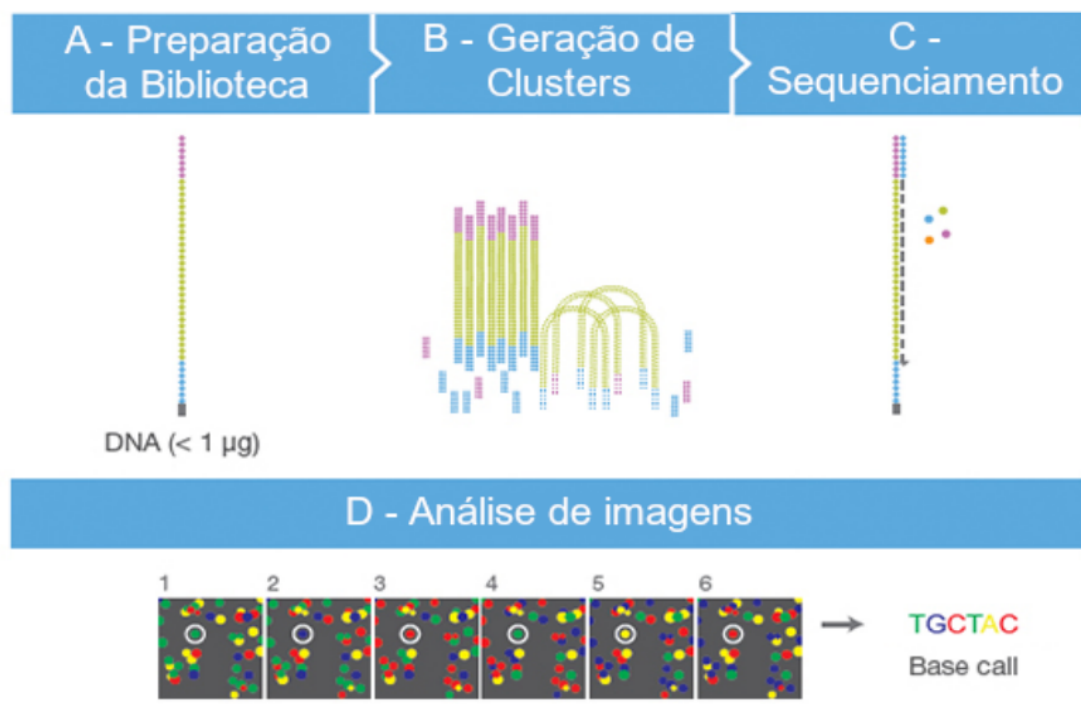 A - Preparação
da Biblioteca
B - Geração de
Clusters
C -
Sequenciamento
DNA (< 1 µg)
D - Análise de imagens
1 2 3 4 5 6
TGCTAC
Base call